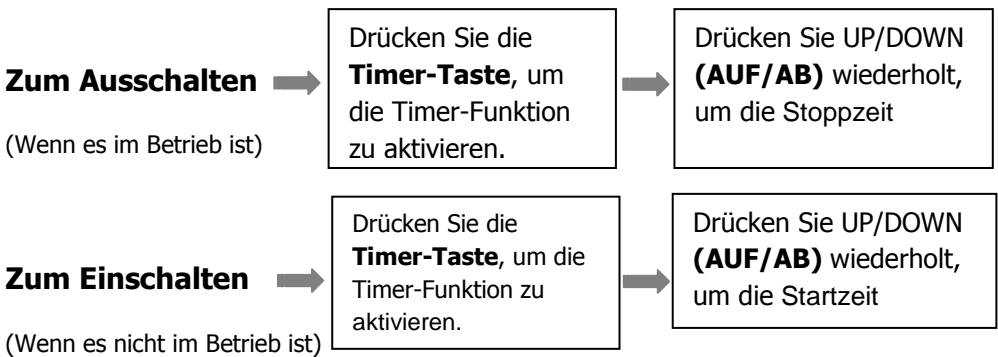 Zum Ausschalten
(Wenn es im Betrieb ist)
Drücken Sie die
Timer-Taste, um
die Timer-Funktion
zu aktivieren.
Drücken Sie UP/DOWN
(AUF/AB) wiederholt,
um die Stoppzeit
Zum Einschalten
(Wenn es nicht im Betrieb ist)
Drücken Sie die
Timer-Taste, um die
Timer-Funktion zu
aktivieren.
Drücken Sie UP/DOWN
(AUF/AB) wiederholt,
um die Startzeit